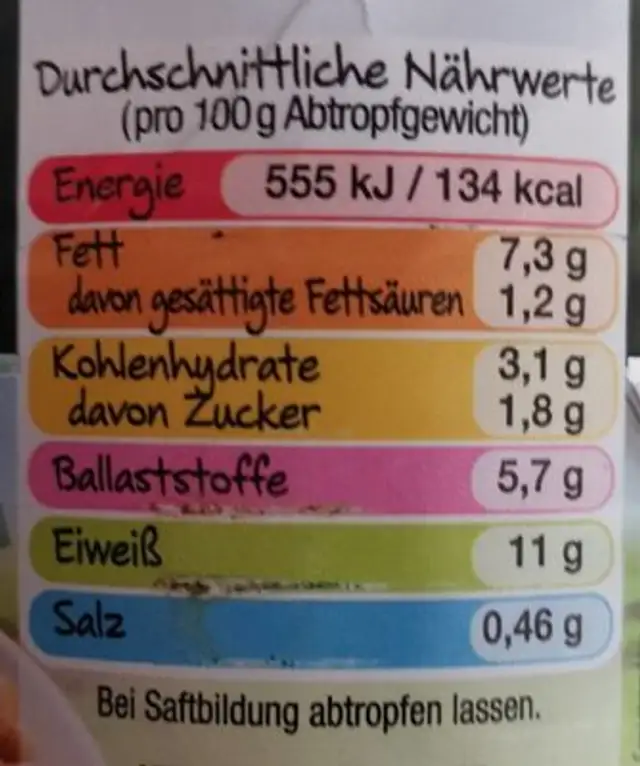 Durchschnittliche Nährwerte
(pro 100 g Abtropfgewicht)
Energie 555 kJ / 134 kcal
Fett 7,3 g
davon gesättigte Fettsäuren 1,2 g
Kohlenhydrate 3,1 g
davon Zucker 1,8 g
Ballaststoffe 5,7 g
Eiweiß 11 g
Salz 0,46 g
Bei Saftbildung abtropfen lassen.